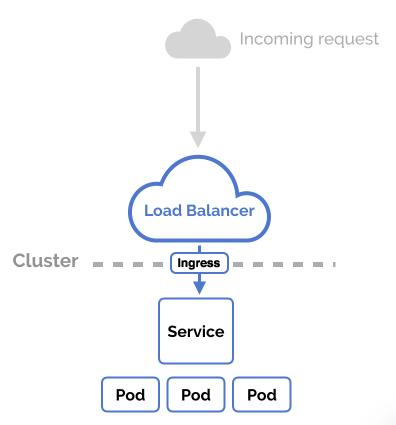 Incoming request
Load Balancer
Cluster
Ingress
Service
Pod Pod Pod